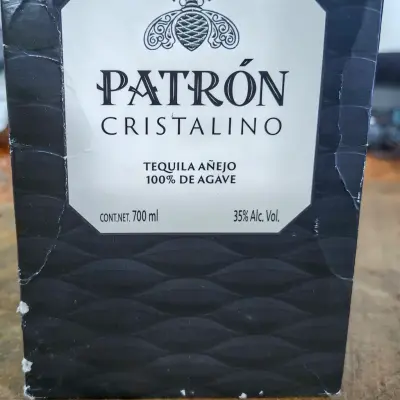 PATRÓN
CRISTALINO
TEQUILA AÑEJO
100% DE AGAVE
CONT.NET. 700 ml 35% Alc. Vol.